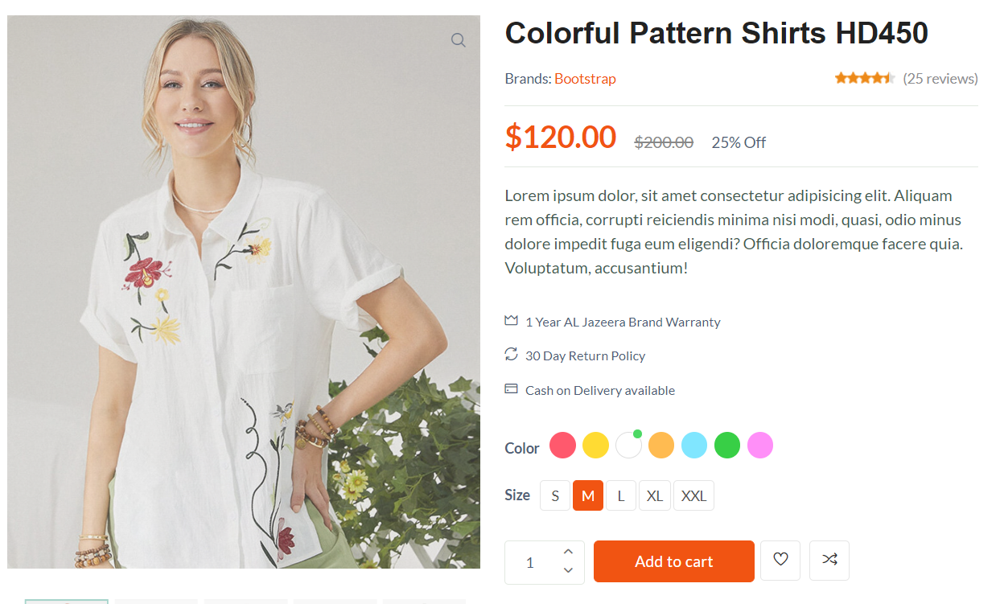 Colorful Pattern Shirts HD450
Brands: Bootstrap
(25 reviews)
$120.00 $200.00 25% Off
Lorem ipsum dolor, sit amet consectetur adipisicing elit. Aliquam
rem officia, corrupti reiciendis minima nisi modi, quasi, odio minus
dolore impedit fuga eum eligendi? Officia doloremque facere quia.
Voluptatum, accusantium!
1 Year AL Jazeera Brand Warranty
30 Day Return Policy
Cash on Delivery available
Color
Size S M L XL XXL
1 Add to cart